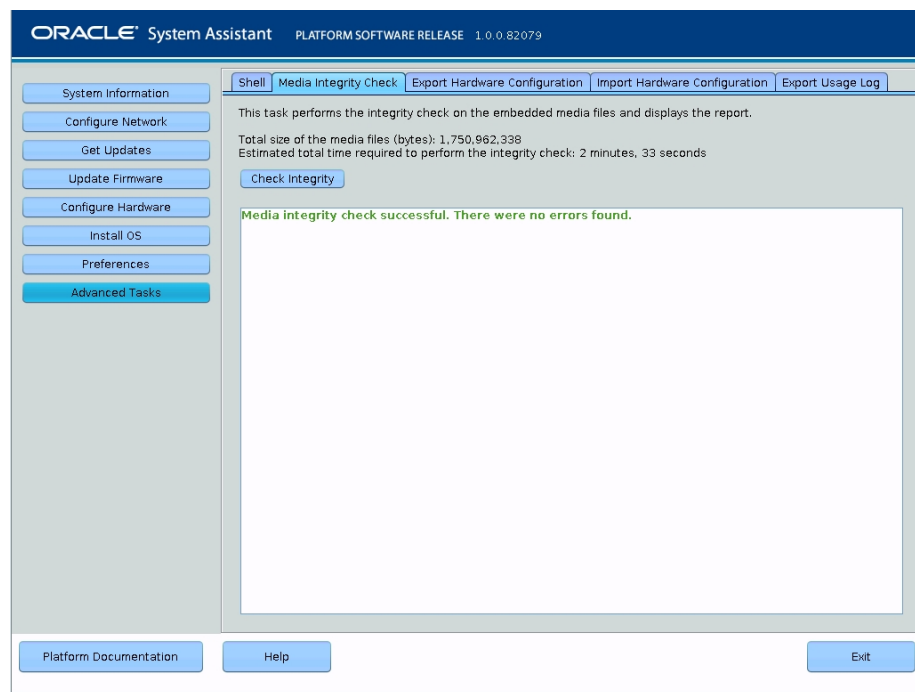 ORACLE® System Assistant PLATFORM SOFTWARE RELEASE 1.0.0.82079
System Information
Configure Network
Get Updates
Update Firmware
Configure Hardware
Install OS
Preferences
Advanced Tasks
Shell Media Integrity Check Export Hardware Configuration Import Hardware Configuration Export Usage Log
This task performs the integrity check on the embedded media files and displays the report.
Total size of the media files (bytes): 1,750,962,338
Estimated total time required to perform the integrity check: 2 minutes, 33 seconds
Check Integrity
Media integrity check successful. There were no errors found.
Platform Documentation Help Exit